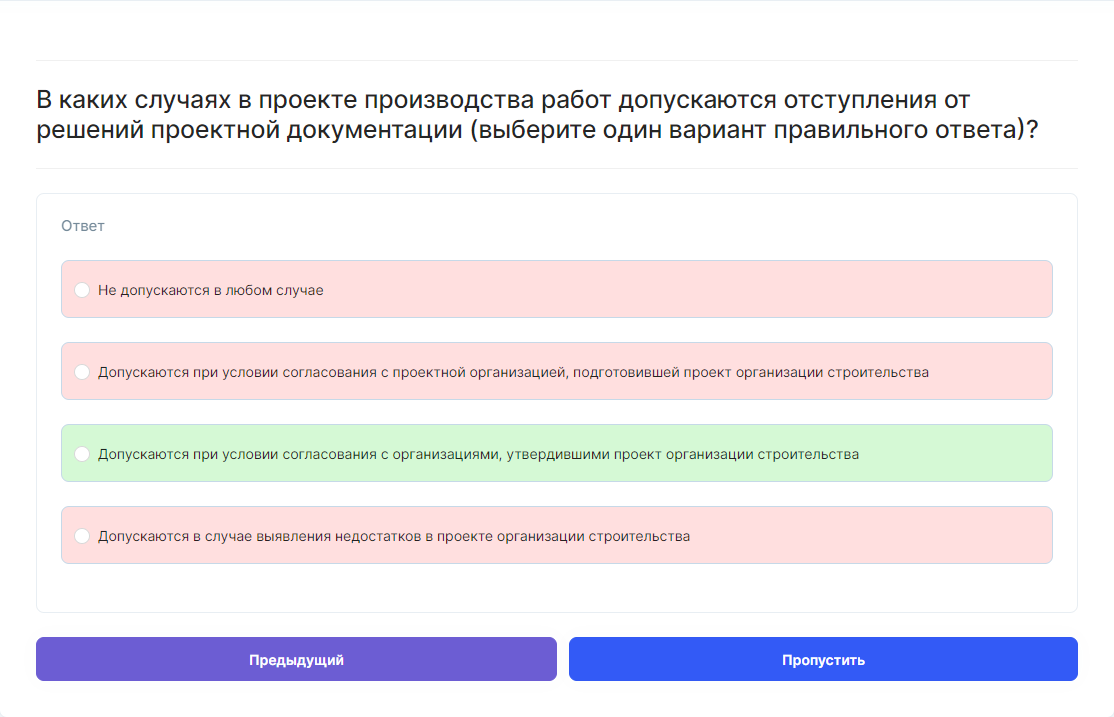 В каких случаях в проекте производства работ допускаются отступления от
решений проектной документации (выберите один вариант правильного ответа)?
Ответ
Не допускаются в любом случае
Допускаются при условии согласования с проектной организацией, подготовившей проект организации строительства
Допускаются при условии согласования с организациями, утвердившими проект организации строительства
Допускаются в случае выявления недостатков в проекте организации строительства
Предыдущий
Пропустить